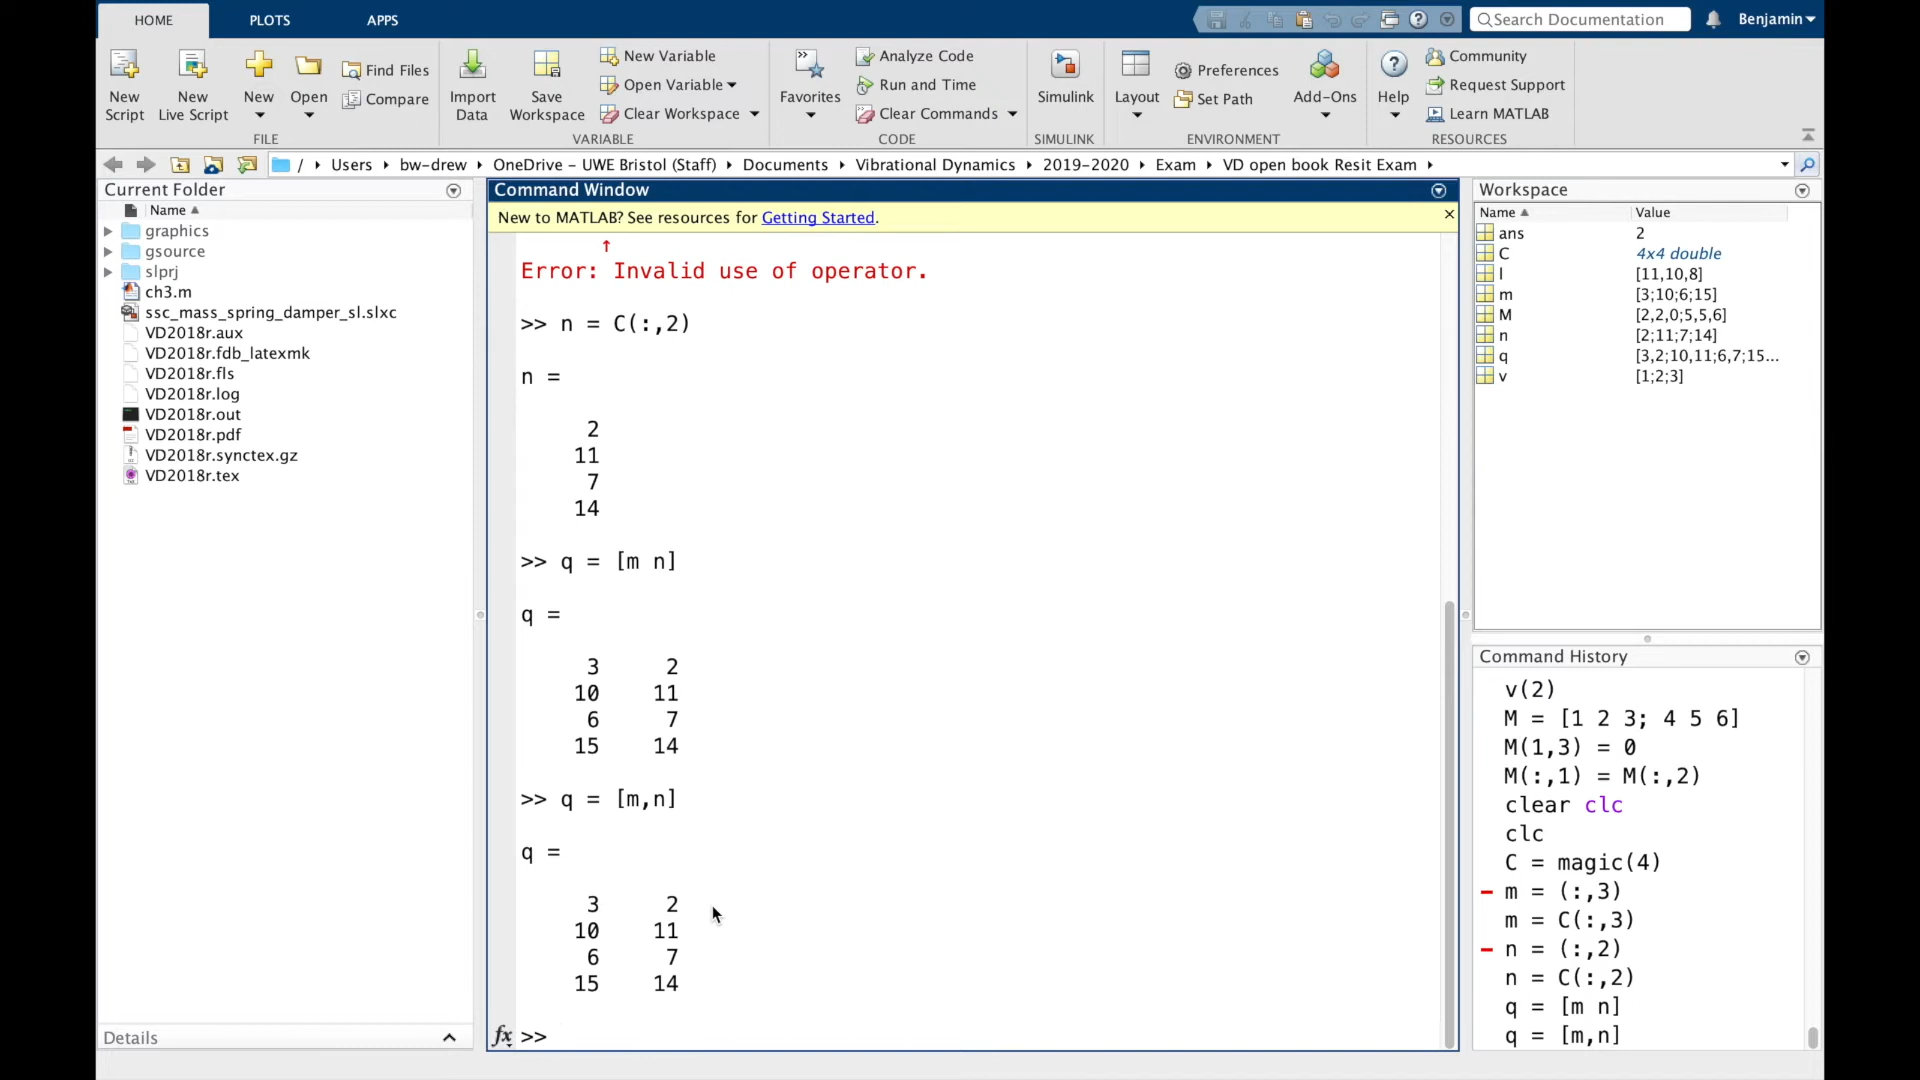 HOME PLOTS APPS
Search Documentation
Benjamin
New Script
New Live Script
New
Open
Find Files
Compare
FILE
Import Data
Save Workspace
New Variable
Open Variable
Clear Workspace
VARIABLE
Favorites
Analyze Code
Run and Time
Clear Commands
CODE
Simulink
SIMULINK
Layout
Preferences
Set Path
Add-Ons
ENVIRONMENT
Help
Community
Request Support
Learn MATLAB
RESOURCES
/ Users bw-drew OneDrive - UWE Bristol (Staff) Documents Vibrational Dynamics 2019-2020 Exam VD open book Resit Exam
Current Folder
Name
graphics
gsource
slprj
ch3.m
ssc_mass_spring_damper_sl.slxc
VD2018r.aux
VD2018r.fdb_latexmk
VD2018r.fls
VD2018r.log
VD2018r.out
VD2018r.pdf
VD2018r.synctex.gz
VD2018r.tex
Details
Command Window
New to MATLAB? See resources for Getting Started.
↑
Error: Invalid use of operator.
>> n = C(:,2)
n =
2
11
7
14
>> q = [m n]
q =
3 2
10 11
6 7
15 14
>> q = [m,n]
q =
3 2
10 11
6 7
15 14
fx >>
Workspace
Name Value
ans 2
C 4x4 double
l [11,10,8]
m [3;10;6;15]
M [2,2,0;5,5,6]
n [2;11;7;14]
q [3,2;10,11;6,7;15...
v [1;2;3]
Command History
v(2)
M = [1 2 3; 4 5 6]
M(1,3) = 0
M(:,1) = M(:,2)
clear clc
clc
C = magic(4)
m = (:,3)
m = C(:,3)
n = (:,2)
n = C(:,2)
q = [m n]
q = [m,n]